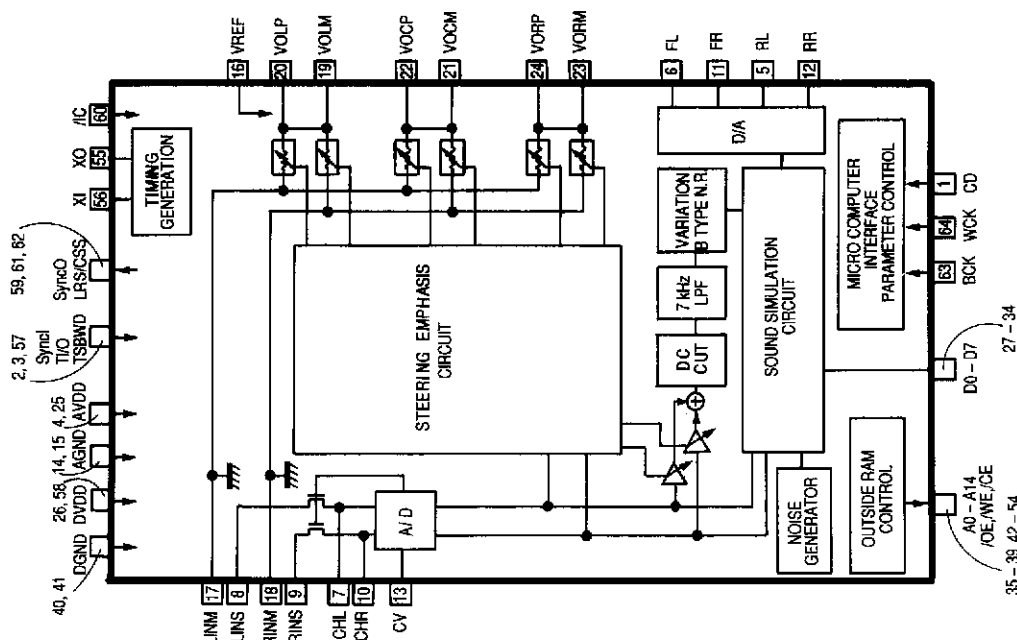 16 VREF
20 VOLP
19 VOLM
22 VOCP
21 VOCM
24 VORP
23 VORM
6 FL
11 FR
5 RL
12 RR
/IC 60
XO 55
XI 56
TIMING
GENERATION
59, 61, 62
SyncO
LRS/CSS
2, 3, 57
SyncI
TI/O
TSBWD
4, 25
AVDD
14, 15
AGND
26, 58
DVDD
40, 41
DGND
STEERING EMPHASIS
CIRCUIT
D/A
VARIATION
B TYPE N.R.
7 kHz
LPF
DC
CUT
+
SOUND SIMULATION
CIRCUIT
MICRO COMPUTER
INTERFACE
PARAMETER CONTROL
1 CD
64 WCK
63 BCK
27 – 34
D0 – D7
A/D
NOISE
GENERATOR
OUTSIDE RAM
CONTROL
A0 – A14
/OE,/WE,/CE
35 – 39, 42 – 54
LINM 17
LINS 8
RINM 18
RINS 9
CHL 7
CHR 10
CV 13